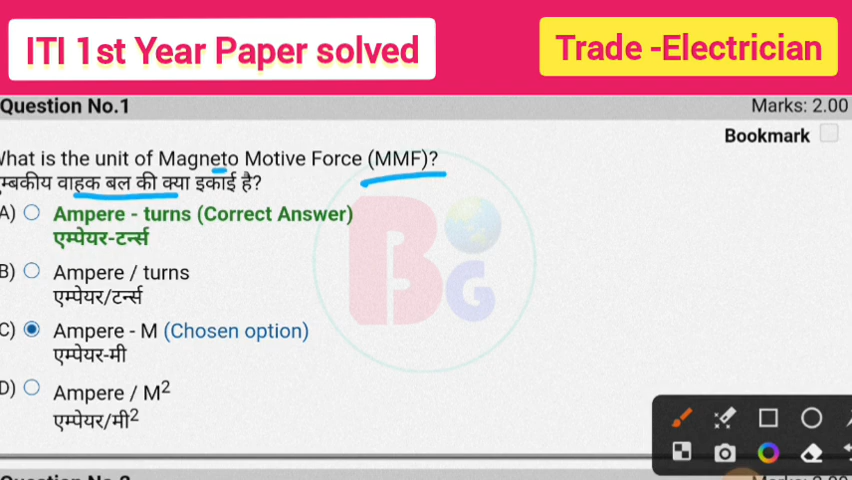 ITI 1st Year Paper solved
Trade -Electrician
Question No.1
Marks: 2.00
Bookmark
What is the unit of Magneto Motive Force (MMF)?
चुम्बकीय वाहक बल की क्या इकाई है?
A) Ampere - turns (Correct Answer)
एम्पेयर-टर्न्स
B) Ampere / turns
एम्पेयर/टर्न्स
C) Ampere - M (Chosen option)
एम्पेयर-मी
D) Ampere / M2
एम्पेयर/मी2
B G